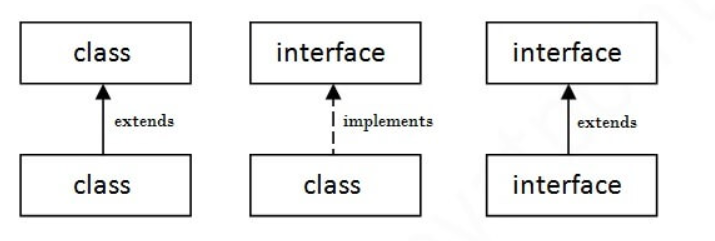 class interface interface
extends implements extends
class class interface